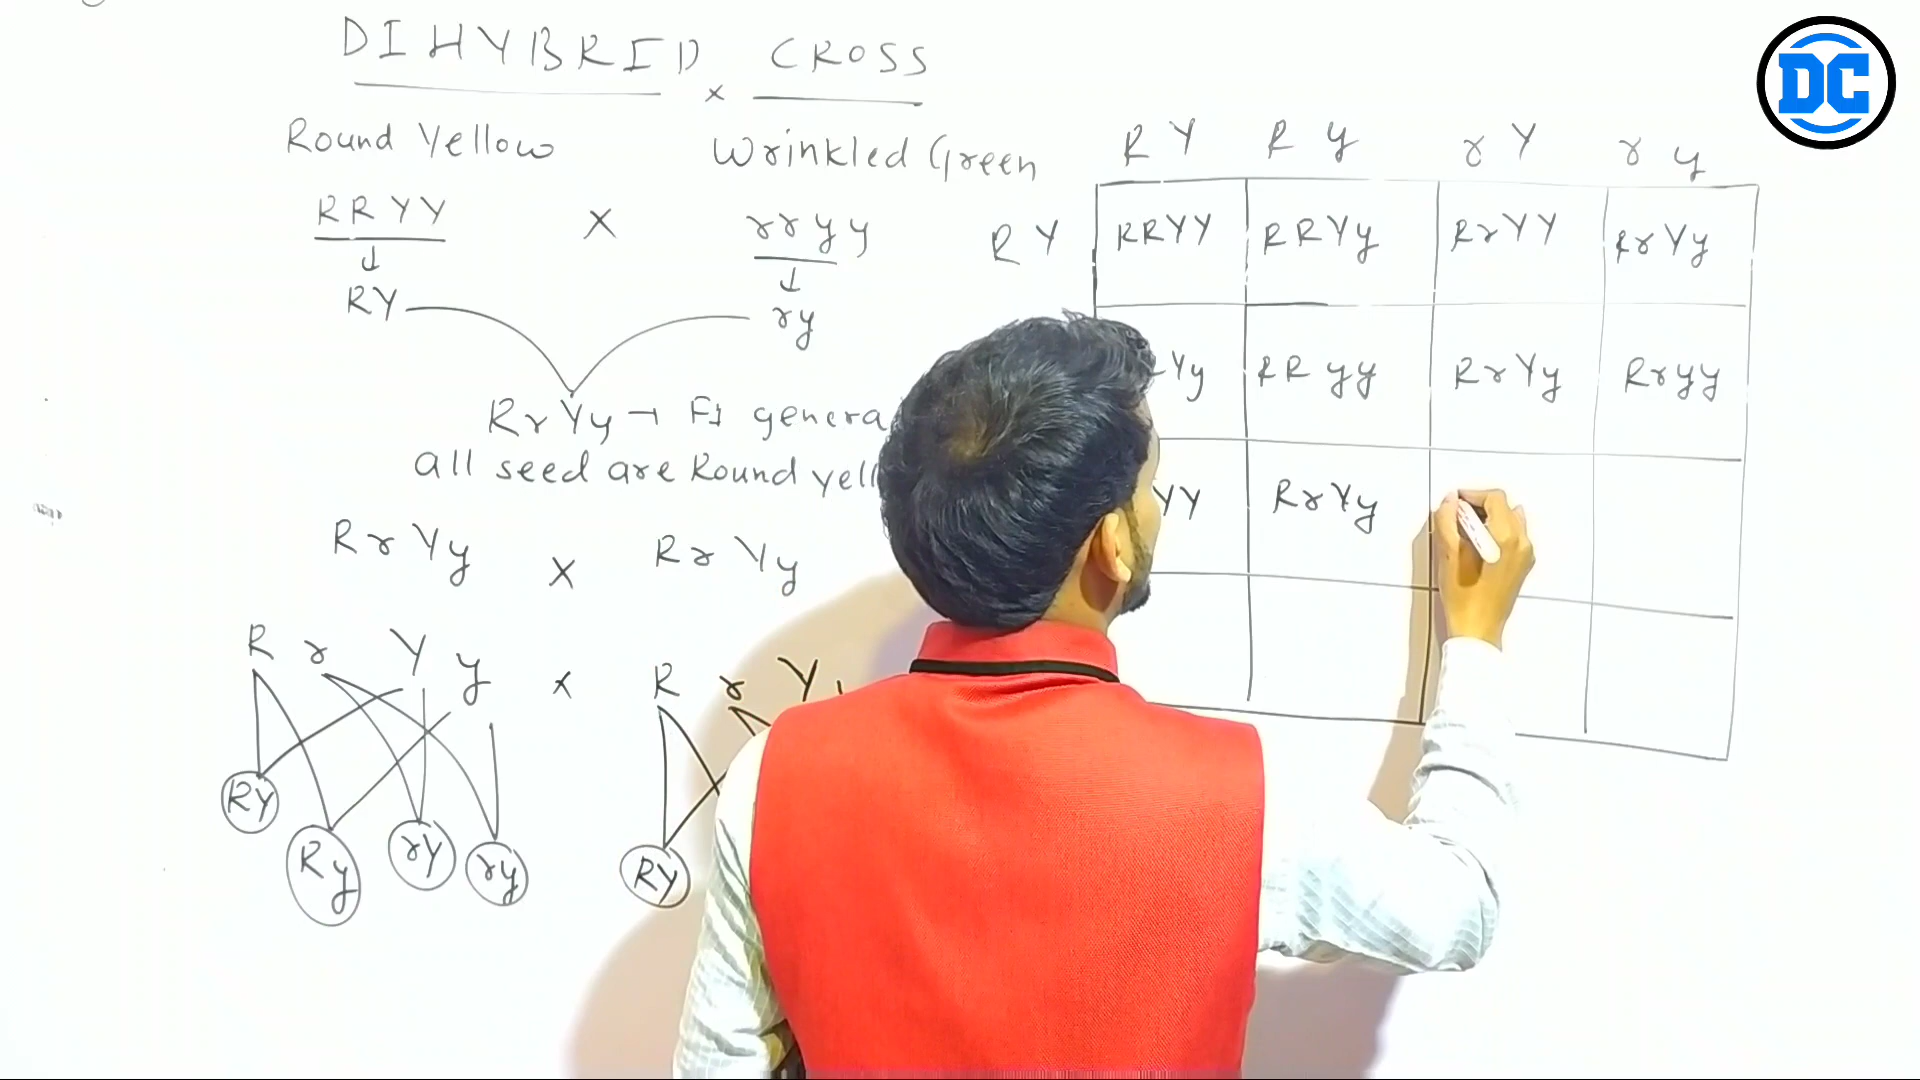 DIHYBRID × CROSS
Round Yellow Wrinkled Green
RRYY X rryy
RY ry
RrYy → F1 genera
all seed are Round yell
RrYy X RrYy
R r Y y × R r Y
RY Ry rY ry RY
DC
RY Ry rY ry
RY RRYY RRYy RrYY RrYy
Yy RRyy RrYy Rryy
YY RrYy